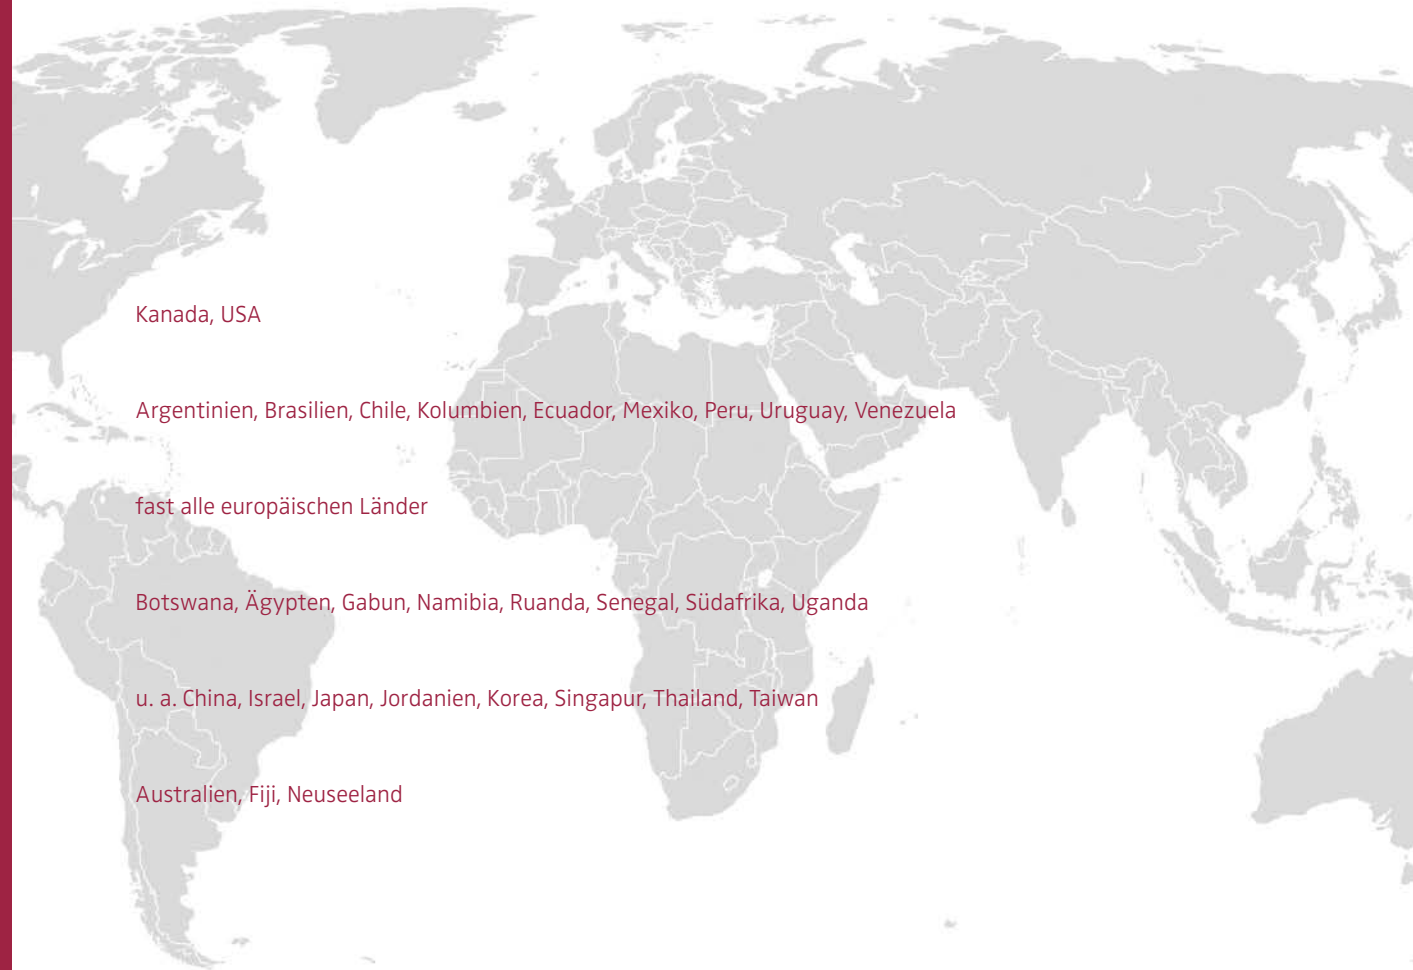 Kanada, USA
Argentinien, Brasilien, Chile, Kolumbien, Ecuador, Mexiko, Peru, Uruguay, Venezuela
fast alle europäischen Länder
Botswana, Ägypten, Gabun, Namibia, Ruanda, Senegal, Südafrika, Uganda
u. a. China, Israel, Japan, Jordanien, Korea, Singapur, Thailand, Taiwan
Australien, Fiji, Neuseeland